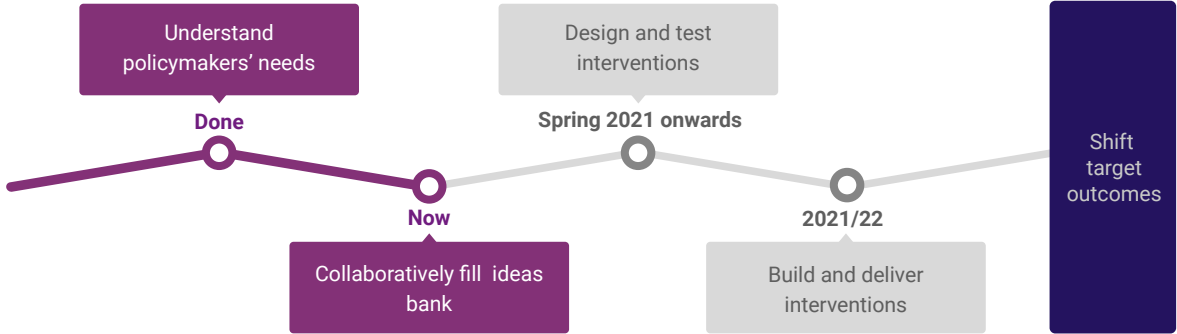 Understand
policymakers’ needs
Done
Now
Collaboratively fill  ideas
bank
Design and test
interventions
Spring 2021 onwards
2021/22
Build and deliver
interventions
Shift
target
outcomes